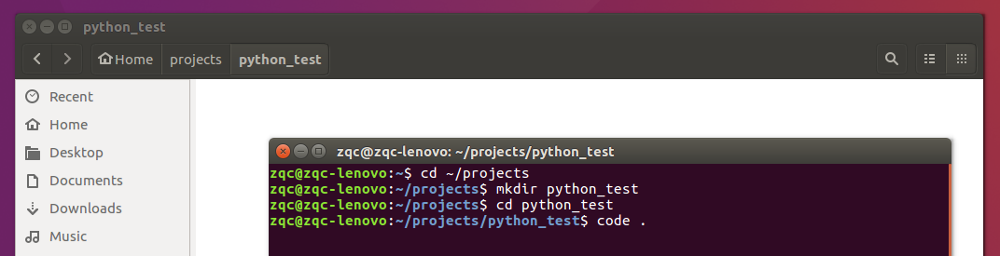 python_test
Home projects python_test
Recent
Home
Desktop
Documents
Downloads
Music
zqc@zqc-lenovo: ~/projects/python_test
zqc@zqc-lenovo:~$ cd ~/projects
zqc@zqc-lenovo:~/projects$ mkdir python_test
zqc@zqc-lenovo:~/projects$ cd python_test
zqc@zqc-lenovo:~/projects/python_test$ code .